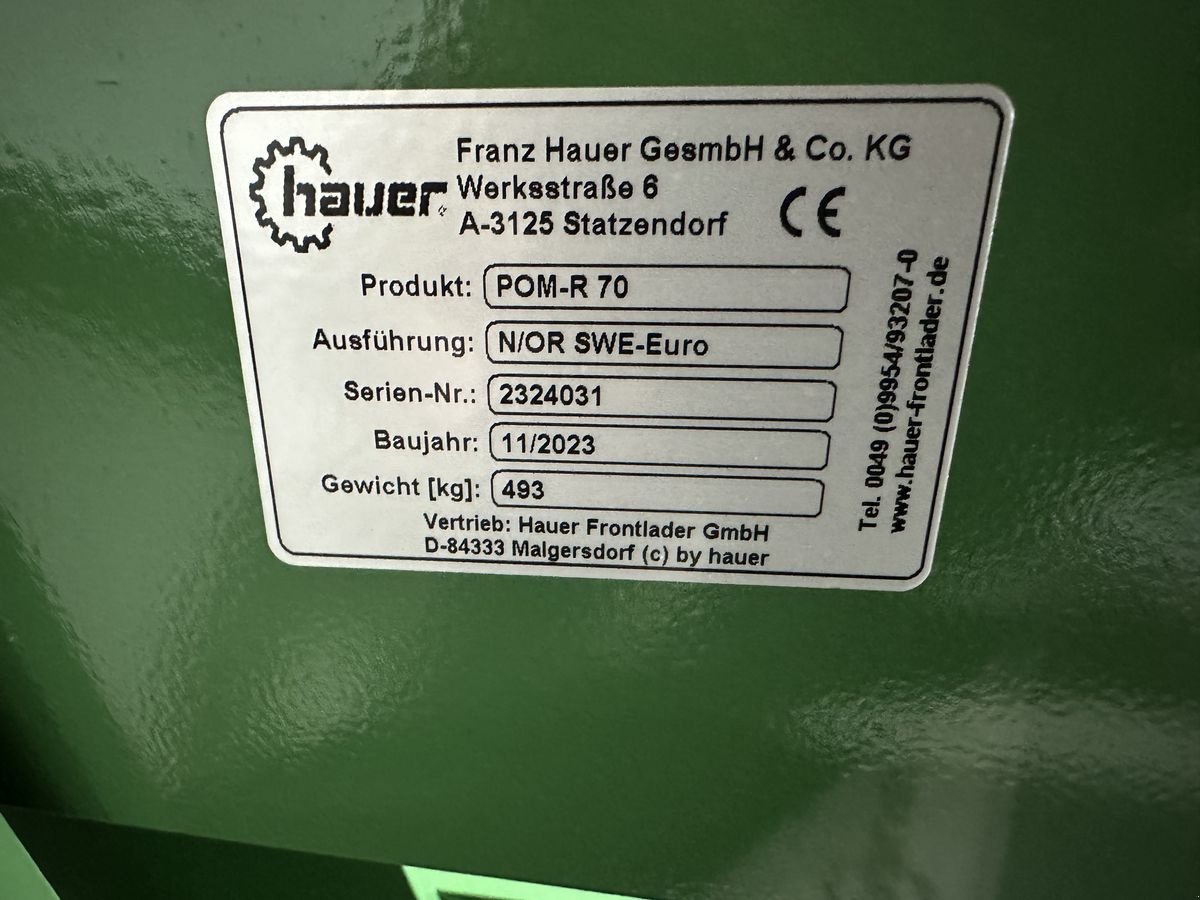 hauer
Franz Hauer GesmbH & Co. KG
Werksstraße 6
A-3125 Statzendorf
CE
Produkt: POM-R 70
Ausführung: N/OR SWE-Euro
Serien-Nr.: 2324031
Baujahr: 11/2023
Gewicht [kg]: 493
Vertrieb: Hauer Frontlader GmbH
D-84333 Malgersdorf (c) by hauer
Tel. 0049 (0)9954/93207-0
www.hauer-frontlader.de